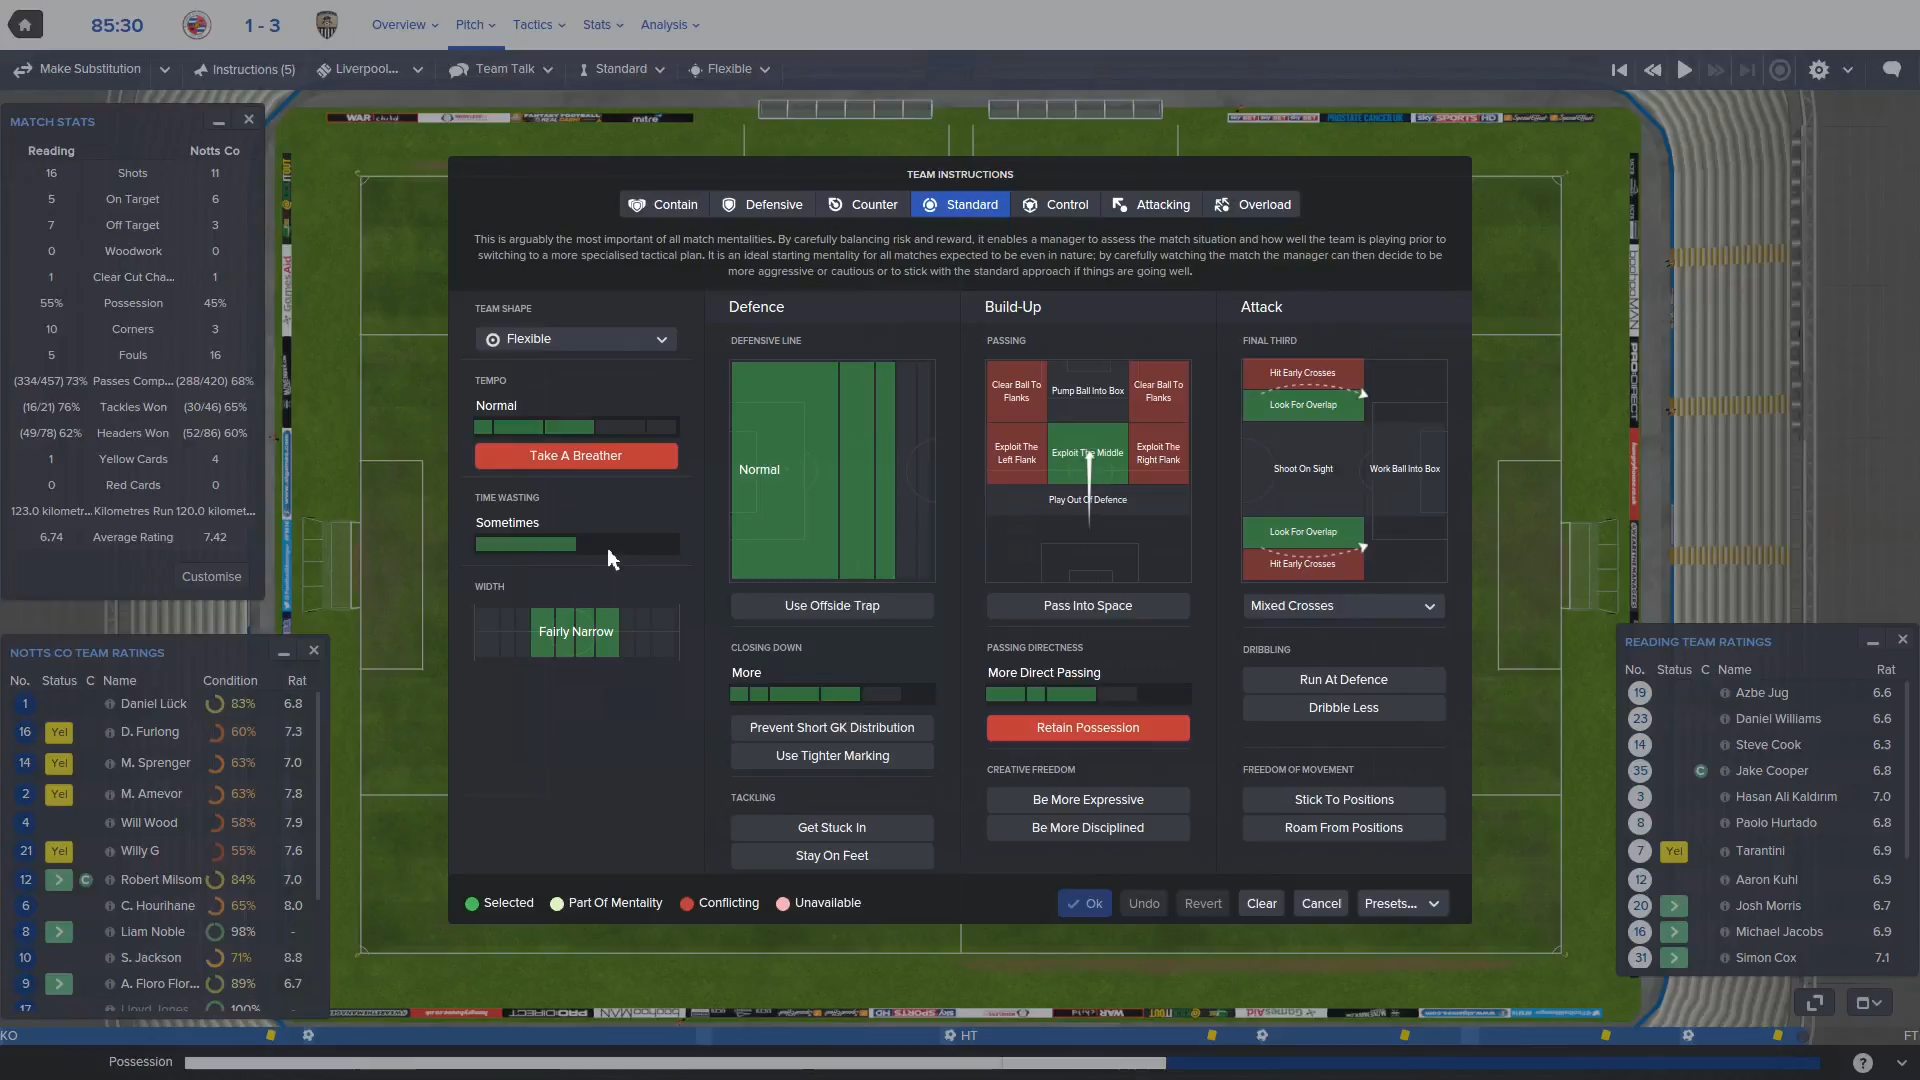 85:30
1 - 3
Overview
Pitch
Tactics
Stats
Analysis
Make Substitution
Instructions (5)
Liverpool...
Team Talk
Standard
Flexible
MATCH STATS
Reading Notts Co
16 Shots 11
5 On Target 6
7 Off Target 3
0 Woodwork 0
1 Clear Cut Cha... 1
55% Possession 45%
10 Corners 3
5 Fouls 16
(334/457) 73% Passes Comp... (288/420) 68%
(16/21) 76% Tackles Won (30/46) 65%
(49/78) 62% Headers Won (52/86) 60%
1 Yellow Cards 4
0 Red Cards 0
123.0 kilometr... Kilometres Run 120.0 kilomet...
6.74 Average Rating 7.42
Customise
TEAM INSTRUCTIONS
Contain
Defensive
Counter
Standard
Control
Attacking
Overload
This is arguably the most important of all match mentalities. By carefully balancing risk and reward, it enables a manager to assess the match situation and how well the team is playing prior to
switching to a more specialised tactical plan. It is an ideal starting mentality for all matches expected to be even in nature; by carefully watching the match the manager can then decide to be
more aggressive or cautious or to stick with the standard approach if things are going well.
TEAM SHAPE
Flexible
TEMPO
Normal
Take A Breather
TIME WASTING
Sometimes
WIDTH
Fairly Narrow
Defence
DEFENSIVE LINE
Normal
Use Offside Trap
CLOSING DOWN
More
Prevent Short GK Distribution
Use Tighter Marking
TACKLING
Get Stuck In
Stay On Feet
Build-Up
PASSING
Clear Ball To
Flanks
Pump Ball Into Box
Clear Ball To
Flanks
Exploit The
Left Flank
Exploit The Middle
Exploit The
Right Flank
Play Out Of Defence
Pass Into Space
PASSING DIRECTNESS
More Direct Passing
Retain Possession
CREATIVE FREEDOM
Be More Expressive
Be More Disciplined
Attack
FINAL THIRD
Hit Early Crosses
Look For Overlap
Shoot On Sight
Work Ball Into Box
Look For Overlap
Hit Early Crosses
Mixed Crosses
DRIBBLING
Run At Defence
Dribble Less
FREEDOM OF MOVEMENT
Stick To Positions
Roam From Positions
Selected
Part Of Mentality
Conflicting
Unavailable
Ok
Undo
Revert
Clear
Cancel
Presets...
NOTTS CO TEAM RATINGS
No. Status C Name Condition Rat
1 Daniel Lück 83% 6.8
16 Yel D. Furlong 60% 7.3
14 Yel M. Sprenger 63% 7.0
2 Yel M. Amevor 63% 7.8
4 Will Wood 58% 7.9
21 Yel Willy G 55% 7.6
12 C Robert Milsom 84% 7.0
6 C. Hourihane 65% 8.0
8 Liam Noble 98% -
10 S. Jackson 71% 8.8
9 A. Floro Flor... 89% 6.7
17 Lloyd Jones 100%
READING TEAM RATINGS
No. Status C Name Rat
19 Azbe Jug 6.6
23 Daniel Williams 6.6
14 Steve Cook 6.3
35 C Jake Cooper 6.8
3 Hasan Ali Kaldırım 7.0
8 Paolo Hurtado 6.8
7 Yel Tarantini 6.9
12 Aaron Kuhl 6.9
20 Josh Morris 6.7
16 Michael Jacobs 6.9
31 Simon Cox 7.1
WAR child
mitre
sky BET
PROSTATE CANCER UK
sky SPORTS HD
SpecialEffect
KO
HT
FT
Possession
?